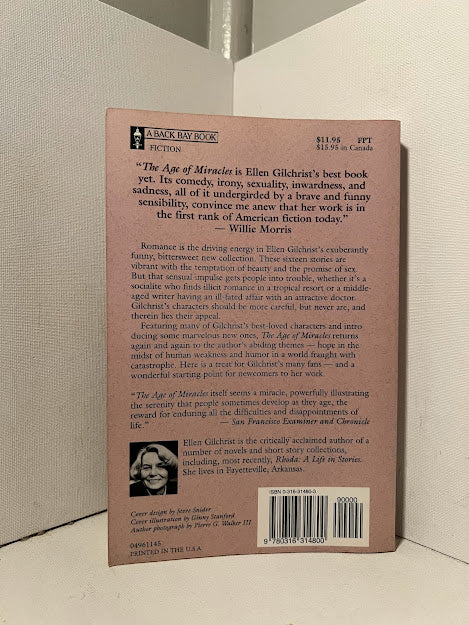 A BACK BAY BOOK
FICTION
$11.95 FPT
$15.95 in Canada
“The Age of Miracles is Ellen Gilchrist’s best book
yet. Its comedy, irony, sexuality, inwardness, and
sadness, all of it undergirded by a brave and funny
sensibility, convince me anew that her work is in
the first rank of American fiction today.”
— Willie Morris
Romance is the driving energy in Ellen Gilchrist’s exuberantly
funny, bittersweet new collection. These sixteen stories are
vibrant with the temptation of beauty and the promise of sex.
But that sensual impulse gets people into trouble, whether it’s a
socialite who finds illicit romance in a tropical resort or a middle-
aged writer having an ill-fated affair with an attractive doctor.
Gilchrist’s characters should be more careful, but never are, and
therein lies their appeal.
Featuring many of Gilchrist’s best-loved characters and intro
ducing some marvelous new ones, The Age of Miracles returns
again and again to the author’s abiding themes — hope in the
midst of human weakness and humor in a world fraught with
catastrophe. Here is a treat for Gilchrist’s many fans — and a
wonderful starting point for newcomers to her work.
“The Age of Miracles itself seems a miracle, powerfully illustrating
the serenity that people sometimes develop as they age, the
reward for enduring all the difficulties and disappointments of
life.” — San Francisco Examiner and Chronicle
Ellen Gilchrist is the critically acclaimed author of a
number of novels and short story collections,
including, most recently, Rhoda: A Life in Stories.
She lives in Fayetteville, Arkansas.
Cover design by Steve Snider
Cover illustration by Ginny Stanford
Author photograph by Pierre G. Walker III
04961145
PRINTED IN THE U.S.A
ISBN 0-316-31480-3
90000
9 780316 314800